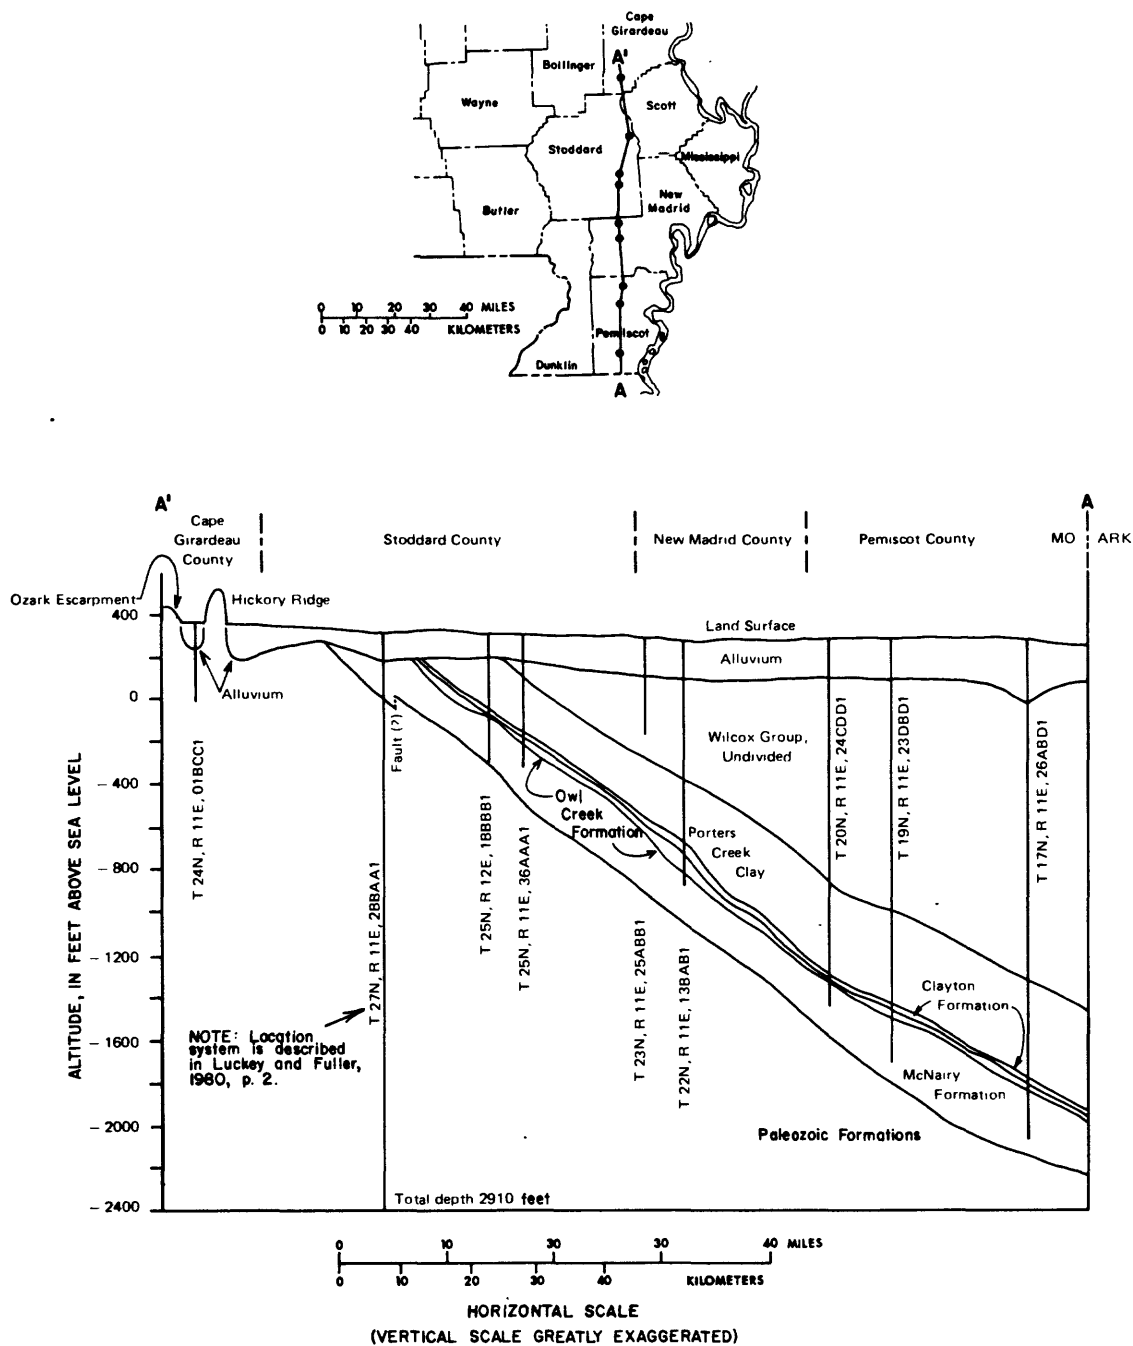 Cape
Girardeau
A'
Bollinger
Wayne
Scott
Stoddard
Mississippi
Butler
New
Madrid
0 10 20 30 40 MILES
0 10 20 30 40 KILOMETERS
Pemiscot
Dunklin
A
A'
A
Cape
Girardeau
County
Stoddard County
New Madrid County
Pemiscot County
MO
ARK
Ozark Escarpment
Hickory Ridge
400
Land Surface
Alluvium
Alluvium
0
Fault (?)
Wilcox Group,
Undivided
- 400
Owl
Creek
Formation
Porters
Creek
Clay
- 800
- 1200
Clayton
Formation
- 1600
McNairy
Formation
Paleozoic Formations
- 2000
- 2400
Total depth 2910 feet
ALTITUDE, IN FEET ABOVE SEA LEVEL
T 24N, R 11E, 01BCC1
T 27N, R 11E, 2BBAA1
T 25N, R 12E, 1BBBB1
T 25N, R 11E, 36AAA1
T 23N, R 11E, 25ABB1
T 22N, R 11E, 13BAB1
T 20N, R 11E, 24CDD1
T 19N, R 11E, 23DBD1
T 17N, R 11E, 26ABD1
NOTE: Location
system is described
in Luckey and Fuller,
1980, p. 2.
0 10 30 30 40 MILES
0 10 20 30 40 KILOMETERS
HORIZONTAL SCALE
(VERTICAL SCALE GREATLY EXAGGERATED)